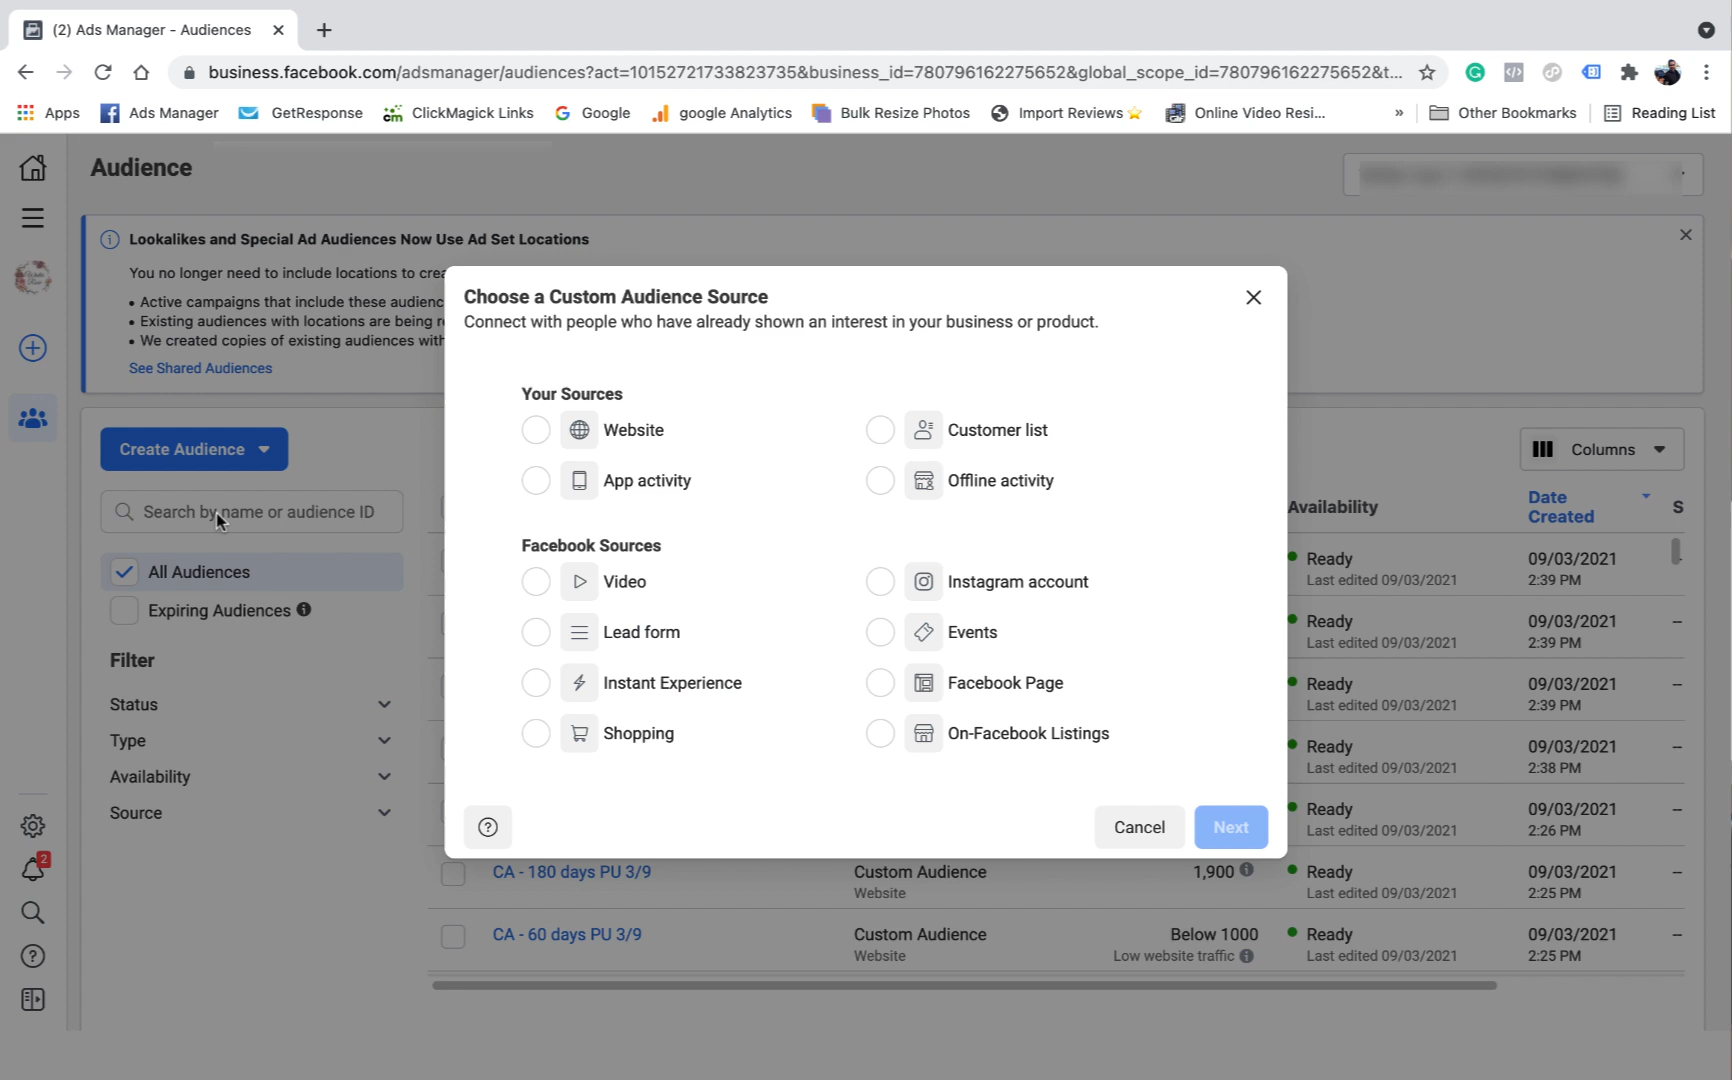 (2) Ads Manager - Audiences
business.facebook.com/adsmanager/audiences?act=10152721733823735&business_id=780796162275652&global_scope_id=780796162275652&t...
Apps
Ads Manager
GetResponse
ClickMagick Links
Google
google Analytics
Bulk Resize Photos
Import Reviews⭐
Online Video Resi...
»
Other Bookmarks
Reading List
Audience
Lookalikes and Special Ad Audiences Now Use Ad Set Locations
You no longer need to include locations to crea
• Active campaigns that include these audienc
• Existing audiences with locations are being r
• We created copies of existing audiences with
See Shared Audiences
Choose a Custom Audience Source
Connect with people who have already shown an interest in your business or product.
Your Sources
Website
Customer list
App activity
Offline activity
Facebook Sources
Video
Instagram account
Lead form
Events
Instant Experience
Facebook Page
Shopping
On-Facebook Listings
Cancel
Next
Create Audience
Search by name or audience ID
All Audiences
Expiring Audiences
Filter
Status
Type
Availability
Source
2
Columns
Availability
Date
Created
S
Ready
Last edited 09/03/2021
09/03/2021
2:39 PM
Ready
Last edited 09/03/2021
09/03/2021
2:39 PM
--
Ready
Last edited 09/03/2021
09/03/2021
2:39 PM
--
Ready
Last edited 09/03/2021
09/03/2021
2:38 PM
--
Ready
Last edited 09/03/2021
09/03/2021
2:26 PM
--
CA - 180 days PU 3/9
Custom Audience
Website
1,900
Ready
Last edited 09/03/2021
09/03/2021
2:25 PM
--
CA - 60 days PU 3/9
Custom Audience
Website
Below 1000
Low website traffic
Ready
Last edited 09/03/2021
09/03/2021
2:25 PM
--